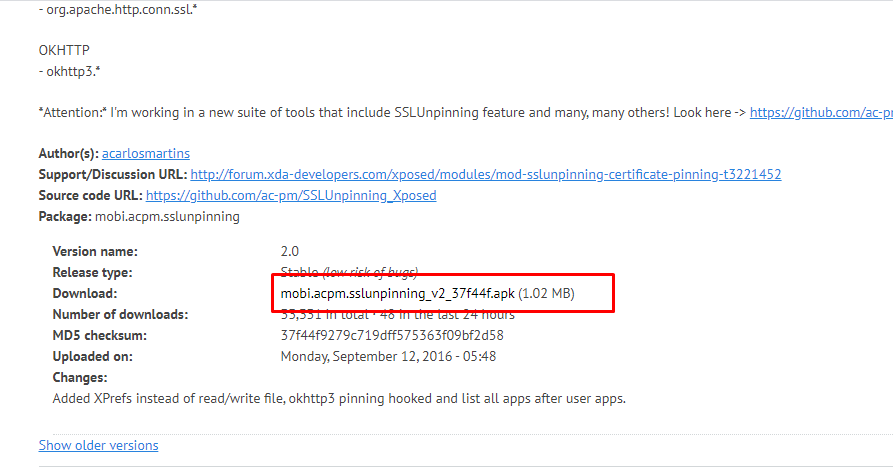 - org.apache.http.conn.ssl.*
OKHTTP
- okhttp3.*
*Attention:* I'm working in a new suite of tools that include SSLUnpinning feature and many, many others! Look here -> https://github.com/ac-p
Author(s): acarlosmartins
Support/Discussion URL: http://forum.xda-developers.com/xposed/modules/mod-sslunpinning-certificate-pinning-t3221452
Source code URL: https://github.com/ac-pm/SSLUnpinning_Xposed
Package: mobi.acpm.sslunpinning
Version name: 2.0
Release type: Stable (low risk of bugs)
Download: mobi.acpm.sslunpinning_v2_37f44f.apk (1.02 MB)
Number of downloads: 53,331 in total · 48 in the last 24 hours
MD5 checksum: 37f44f9279c719dff575363f09bf2d58
Uploaded on: Monday, September 12, 2016 - 05:48
Changes:
Added XPrefs instead of read/write file, okhttp3 pinning hooked and list all apps after user apps.
Show older versions